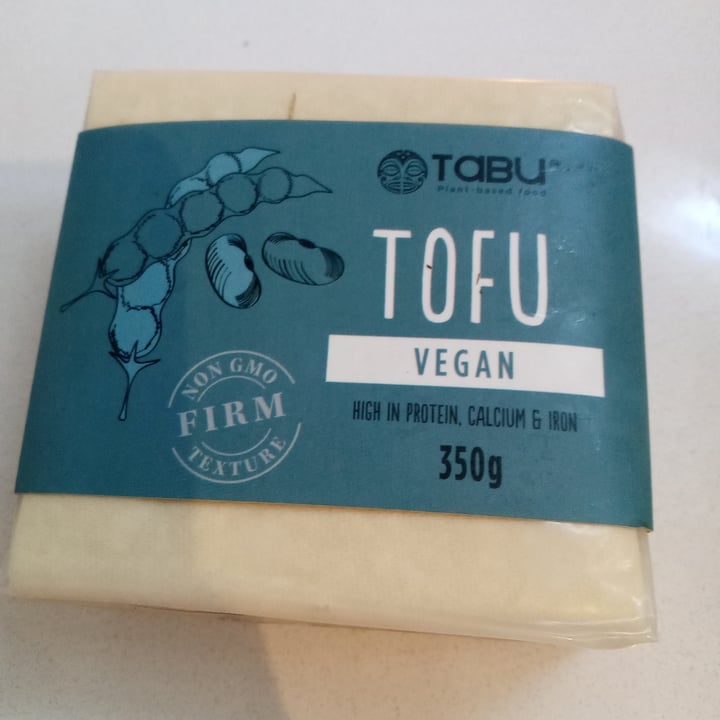 TABU
Plant-based food
TOFU
VEGAN
HIGH IN PROTEIN, CALCIUM & IRON
350g
NON GMO
FIRM
TEXTURE